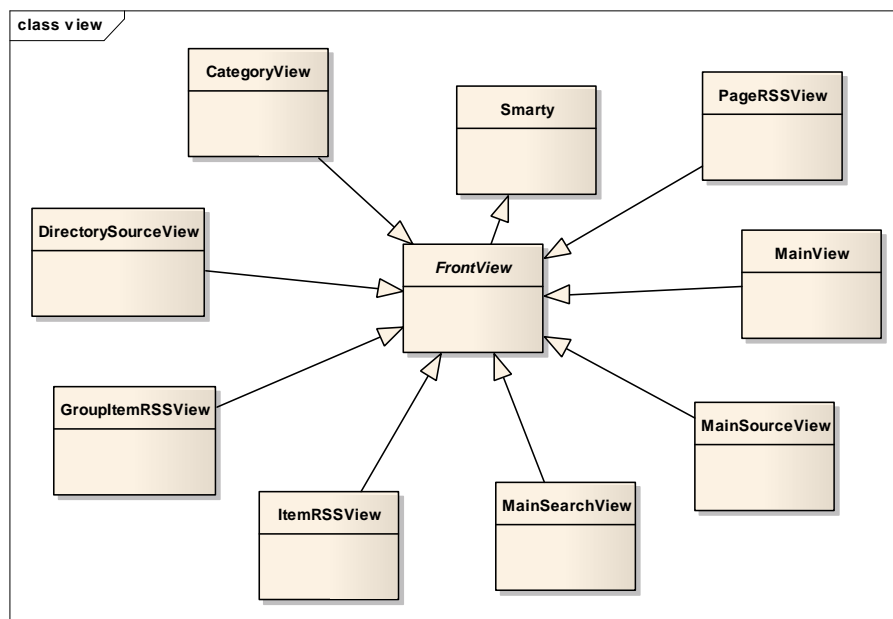 class view
CategoryView
Smarty
PageRSSView
DirectorySourceView
FrontView
MainView
GroupItemRSSView
MainSourceView
ItemRSSView
MainSearchView